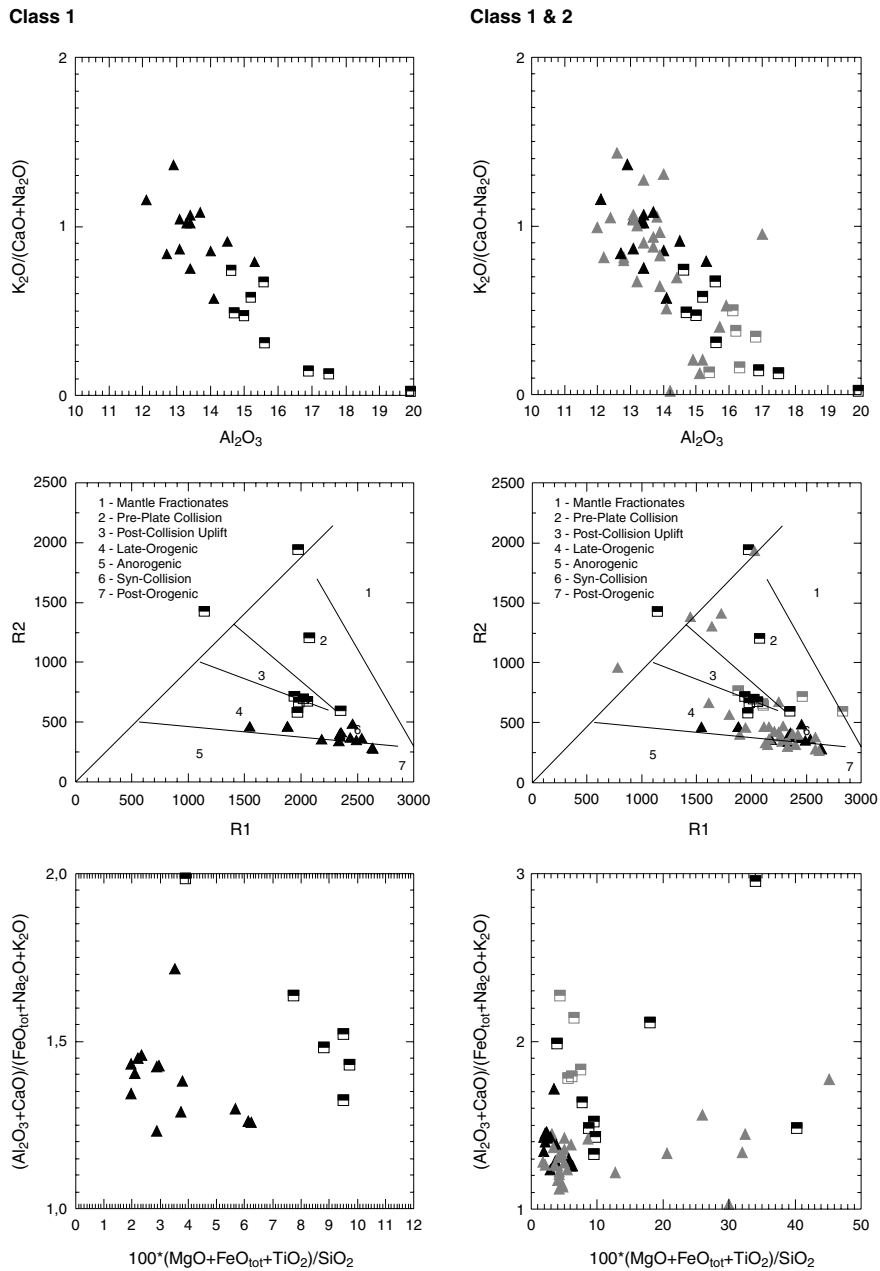 Class 1
Class 1 & 2
2
1
0
K₂O/(CaO+Na₂O)
10 11 12 13 14 15 16 17 18 19 20
Al₂O₃
2
1
0
K₂O/(CaO+Na₂O)
10 11 12 13 14 15 16 17 18 19 20
Al₂O₃
2500
2000
1500
1000
500
0
R2
1 - Mantle Fractionates
2 - Pre-Plate Collision
3 - Post-Collision Uplift
4 - Late-Orogenic
5 - Anorogenic
6 - Syn-Collision
7 - Post-Orogenic
1
2
3
4
6
5
7
0 500 1000 1500 2000 2500 3000
R1
2500
2000
1500
1000
500
0
R2
1 - Mantle Fractionates
2 - Pre-Plate Collision
3 - Post-Collision Uplift
4 - Late-Orogenic
5 - Anorogenic
6 - Syn-Collision
7 - Post-Orogenic
1
2
3
4
6
5
7
0 500 1000 1500 2000 2500 3000
R1
2,0
1,5
1,0
(Al₂O₃+CaO)/(FeOtot+Na₂O+K₂O)
0 1 2 3 4 5 6 7 8 9 10 11 12
100*(MgO+FeOtot+TiO₂)/SiO₂
3
2
1
(Al₂O₃+CaO)/(FeOtot+Na₂O+K₂O)
0 10 20 30 40 50
100*(MgO+FeOtot+TiO₂)/SiO₂